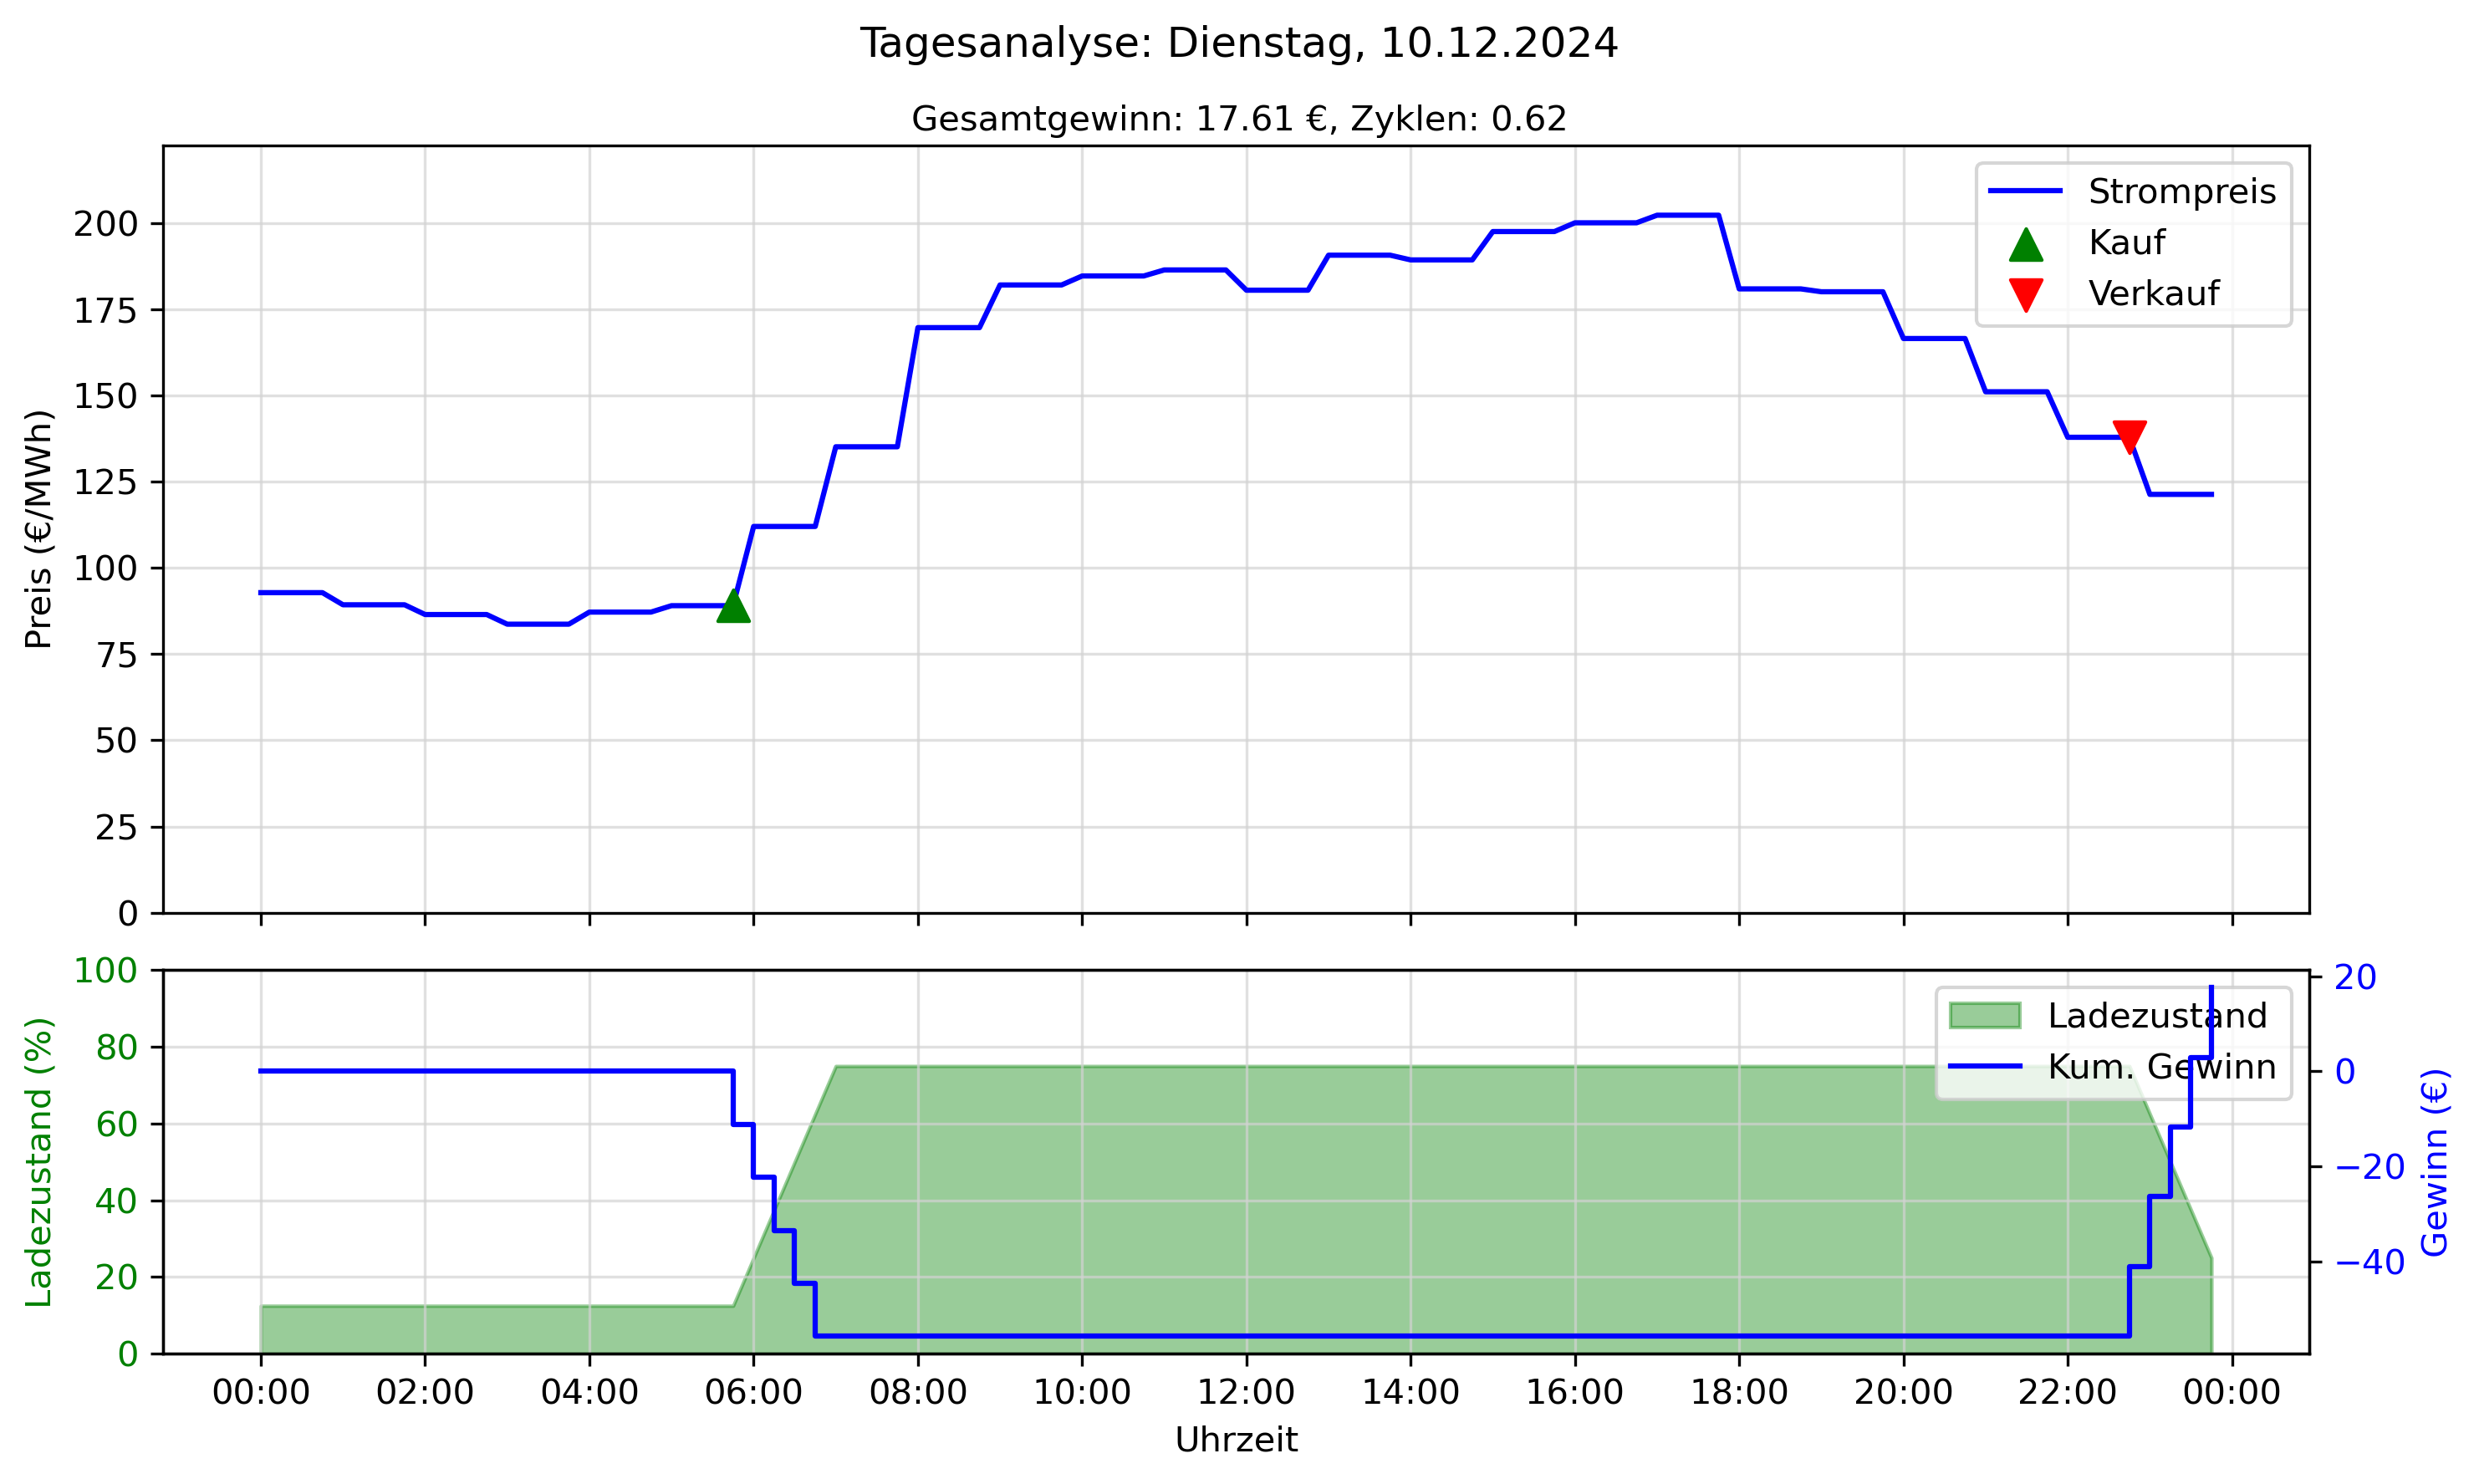 Tagesanalyse: Dienstag, 10.12.2024
Gesamtgewinn: 17.61 €, Zyklen: 0.62
Strompreis
Kauf
Verkauf
Preis (€/MWh)
200
175
150
125
100
75
50
25
0
Ladezustand (%)
100
80
60
40
20
0
Ladezustand
Kum. Gewinn
20
0
−20
−40
Gewinn (€)
00:00 02:00 04:00 06:00 08:00 10:00 12:00 14:00 16:00 18:00 20:00 22:00 00:00
Uhrzeit